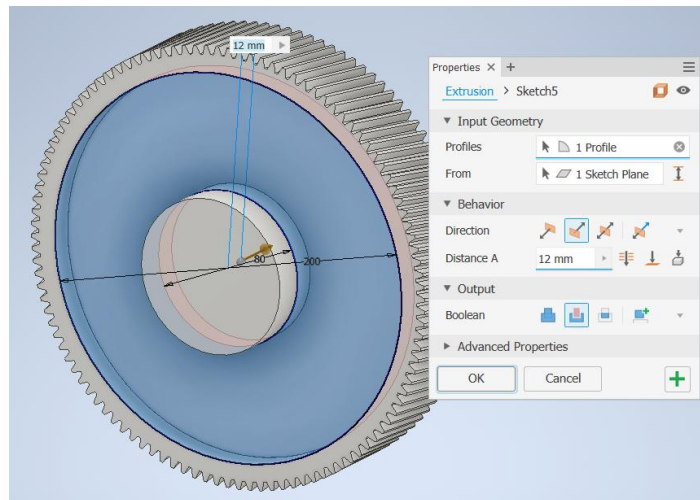 12 mm
80
200
Properties × +
Extrusion > Sketch5
Input Geometry
Profiles 1 Profile
From 1 Sketch Plane
Behavior
Direction
Distance A 12 mm
Output
Boolean
Advanced Properties
OK Cancel